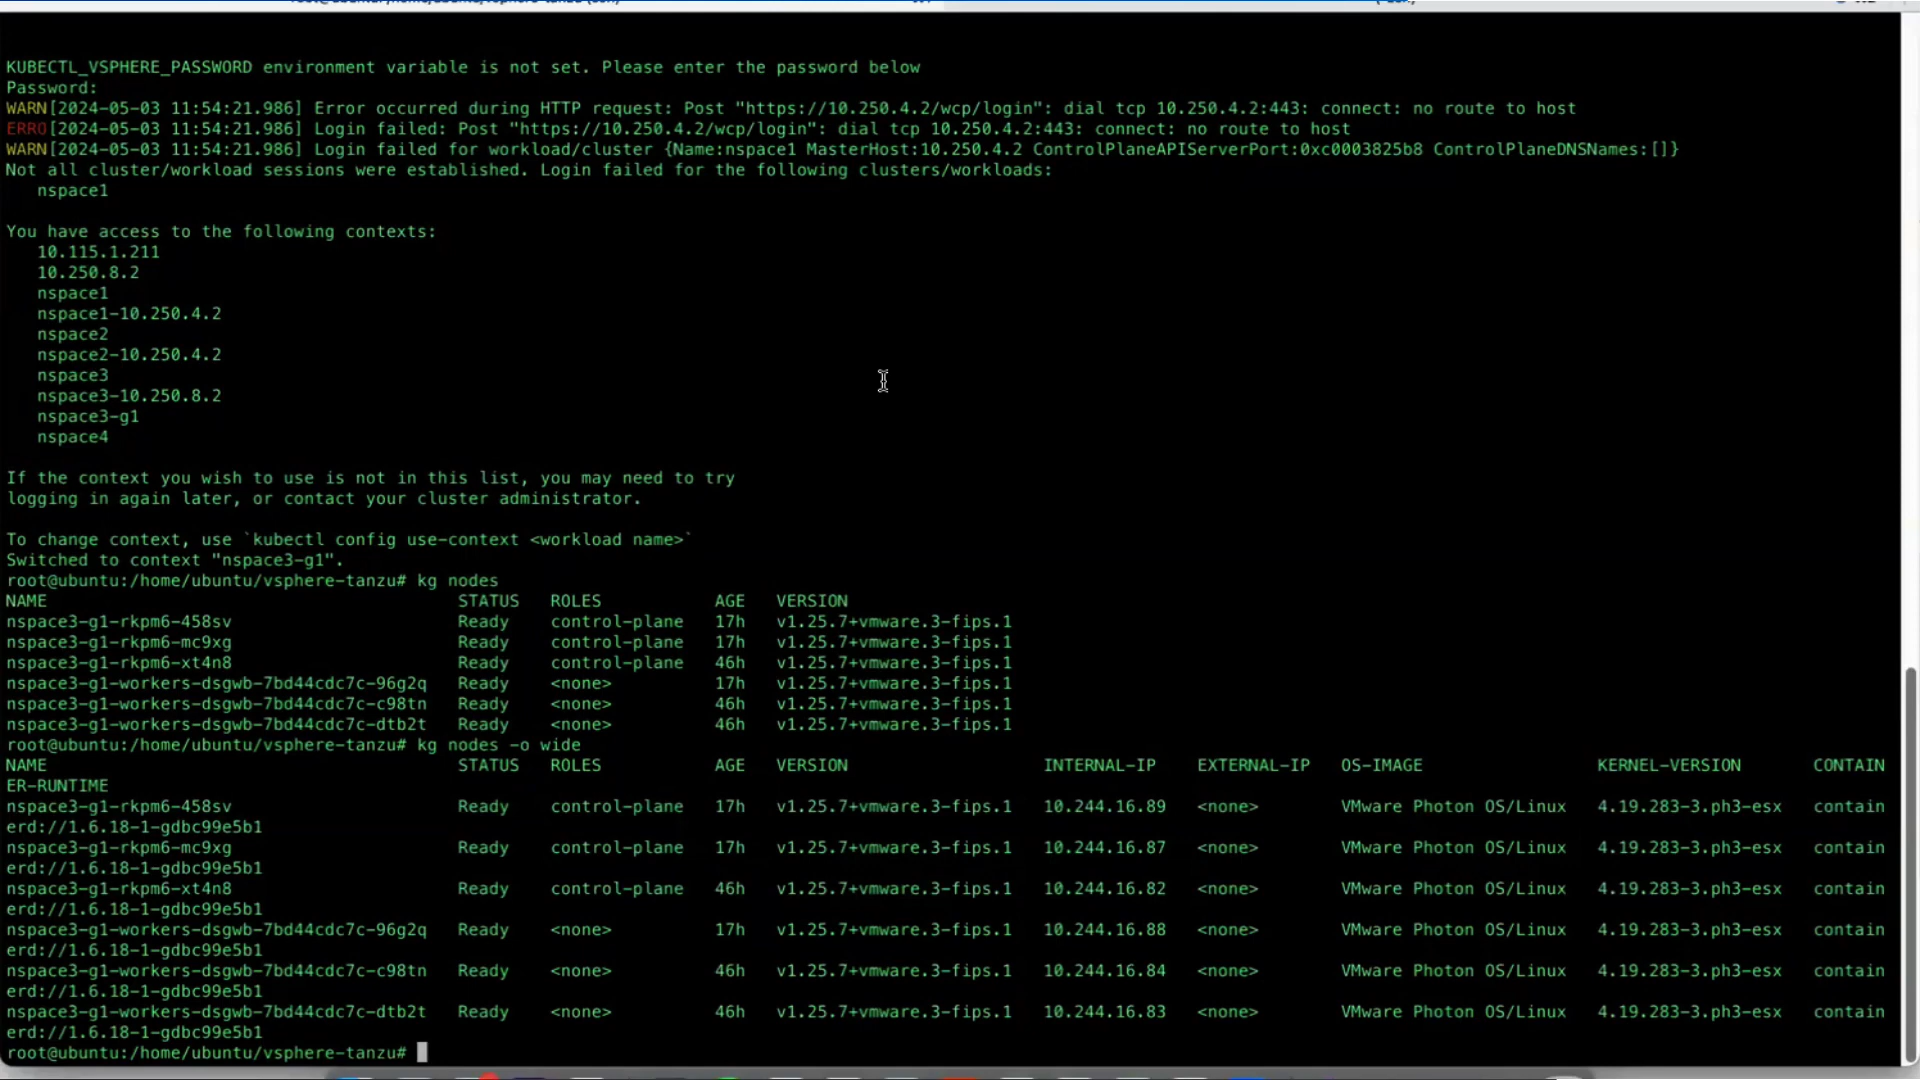 KUBECTL_VSPHERE_PASSWORD environment variable is not set. Please enter the password below
Password:
WARN[2024-05-03 11:54:21.986] Error occurred during HTTP request: Post "https://10.250.4.2/wcp/login": dial tcp 10.250.4.2:443: connect: no route to host
ERRO[2024-05-03 11:54:21.986] Login failed: Post "https://10.250.4.2/wcp/login": dial tcp 10.250.4.2:443: connect: no route to host
WARN[2024-05-03 11:54:21.986] Login failed for workload/cluster {Name:nspace1 MasterHost:10.250.4.2 ControlPlaneAPIServerPort:0xc0003825b8 ControlPlaneDNSNames:[]}
Not all cluster/workload sessions were established. Login failed for the following clusters/workloads:
nspace1
You have access to the following contexts:
10.115.1.211
10.250.8.2
nspace1
nspace1-10.250.4.2
nspace2
nspace2-10.250.4.2
nspace3
nspace3-10.250.8.2
nspace3-g1
nspace4
If the context you wish to use is not in this list, you may need to try
logging in again later, or contact your cluster administrator.
To change context, use `kubectl config use-context <workload name>`
Switched to context "nspace3-g1".
root@ubuntu:/home/ubuntu/vsphere-tanzu# kg nodes
NAME STATUS ROLES AGE VERSION
nspace3-g1-rkpm6-458sv Ready control-plane 17h v1.25.7+vmware.3-fips.1
nspace3-g1-rkpm6-mc9xg Ready control-plane 17h v1.25.7+vmware.3-fips.1
nspace3-g1-rkpm6-xt4n8 Ready control-plane 46h v1.25.7+vmware.3-fips.1
nspace3-g1-workers-dsgwb-7bd44cdc7c-96g2q Ready <none> 17h v1.25.7+vmware.3-fips.1
nspace3-g1-workers-dsgwb-7bd44cdc7c-c98tn Ready <none> 46h v1.25.7+vmware.3-fips.1
nspace3-g1-workers-dsgwb-7bd44cdc7c-dtb2t Ready <none> 46h v1.25.7+vmware.3-fips.1
root@ubuntu:/home/ubuntu/vsphere-tanzu# kg nodes -o wide
NAME STATUS ROLES AGE VERSION INTERNAL-IP EXTERNAL-IP OS-IMAGE KERNEL-VERSION CONTAIN
ER-RUNTIME
nspace3-g1-rkpm6-458sv Ready control-plane 17h v1.25.7+vmware.3-fips.1 10.244.16.89 <none> VMware Photon OS/Linux 4.19.283-3.ph3-esx contain
erd://1.6.18-1-gdbc99e5b1
nspace3-g1-rkpm6-mc9xg Ready control-plane 17h v1.25.7+vmware.3-fips.1 10.244.16.87 <none> VMware Photon OS/Linux 4.19.283-3.ph3-esx contain
erd://1.6.18-1-gdbc99e5b1
nspace3-g1-rkpm6-xt4n8 Ready control-plane 46h v1.25.7+vmware.3-fips.1 10.244.16.82 <none> VMware Photon OS/Linux 4.19.283-3.ph3-esx contain
erd://1.6.18-1-gdbc99e5b1
nspace3-g1-workers-dsgwb-7bd44cdc7c-96g2q Ready <none> 17h v1.25.7+vmware.3-fips.1 10.244.16.88 <none> VMware Photon OS/Linux 4.19.283-3.ph3-esx contain
erd://1.6.18-1-gdbc99e5b1
nspace3-g1-workers-dsgwb-7bd44cdc7c-c98tn Ready <none> 46h v1.25.7+vmware.3-fips.1 10.244.16.84 <none> VMware Photon OS/Linux 4.19.283-3.ph3-esx contain
erd://1.6.18-1-gdbc99e5b1
nspace3-g1-workers-dsgwb-7bd44cdc7c-dtb2t Ready <none> 46h v1.25.7+vmware.3-fips.1 10.244.16.83 <none> VMware Photon OS/Linux 4.19.283-3.ph3-esx contain
erd://1.6.18-1-gdbc99e5b1
root@ubuntu:/home/ubuntu/vsphere-tanzu#